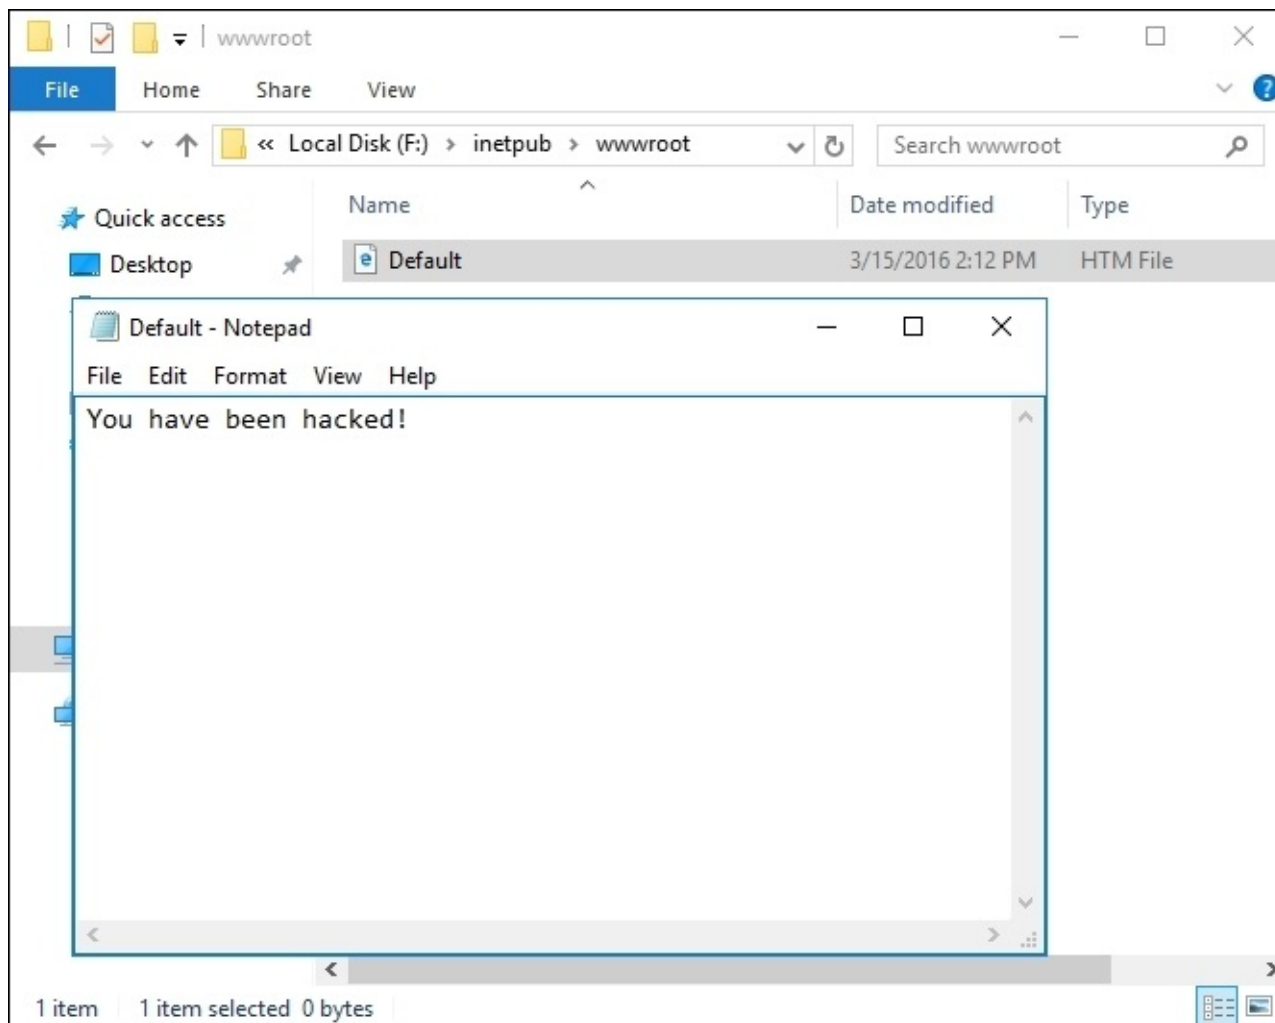 wwwroot
File Home Share View
« Local Disk (F:) > inetpub > wwwroot Search wwwroot
Quick access
Name Date modified Type
Desktop
Default 3/15/2016 2:12 PM HTM File
Default - Notepad
File Edit Format View Help
You have been hacked!
1 item 1 item selected 0 bytes